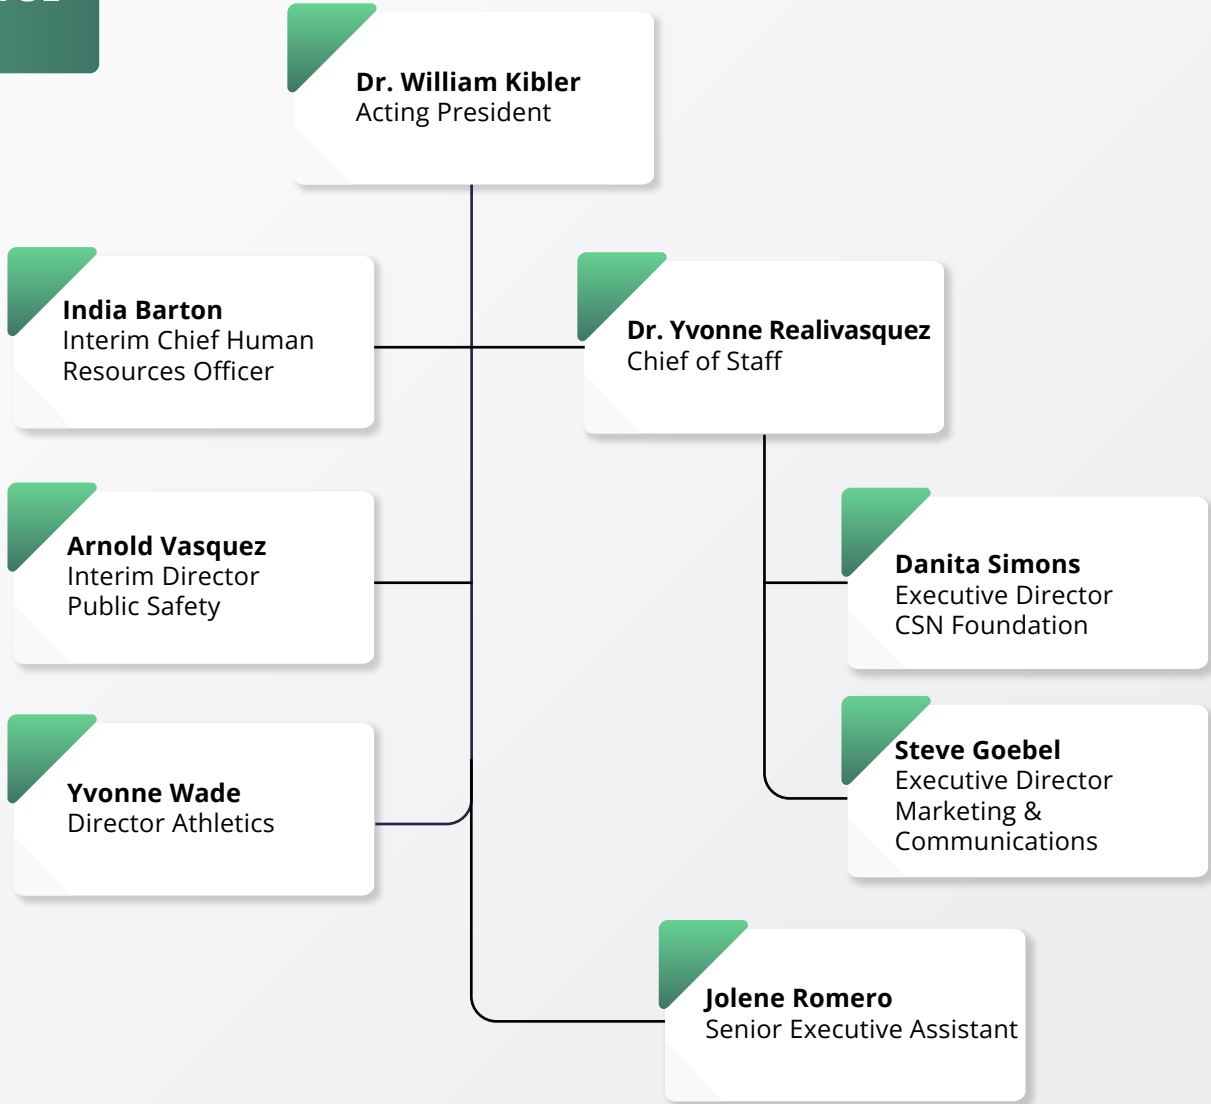 Dr. William Kibler
Acting President
India Barton
Interim Chief Human
Resources Officer
Dr. Yvonne Realivasquez
Chief of Staff
Arnold Vasquez
Interim Director
Public Safety
Danita Simons
Executive Director
CSN Foundation
Yvonne Wade
Director Athletics
Steve Goebel
Executive Director
Marketing &
Communications
Jolene Romero
Senior Executive Assistant